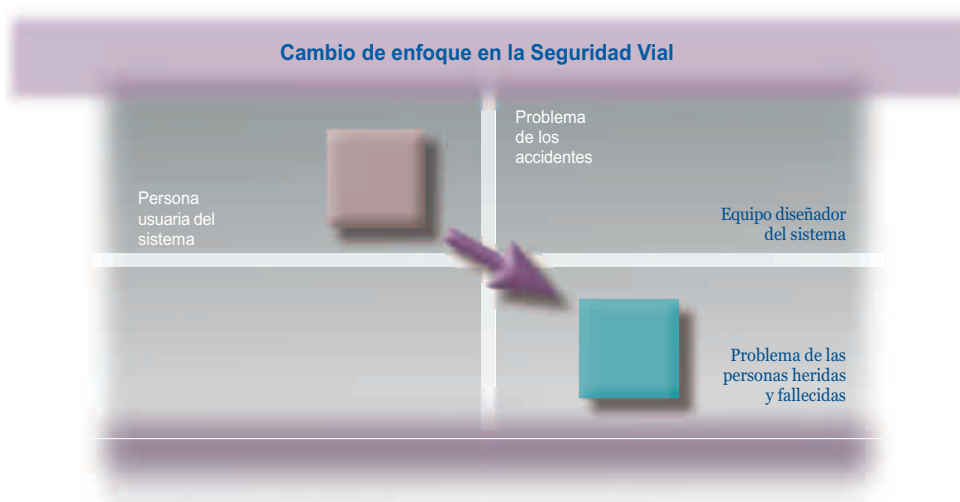 Cambio de enfoque en la Seguridad Vial
Problema
de los
accidentes
Persona
usuaria del
sistema
Equipo diseñador
del sistema
Problema de las
personas heridas
y fallecidas